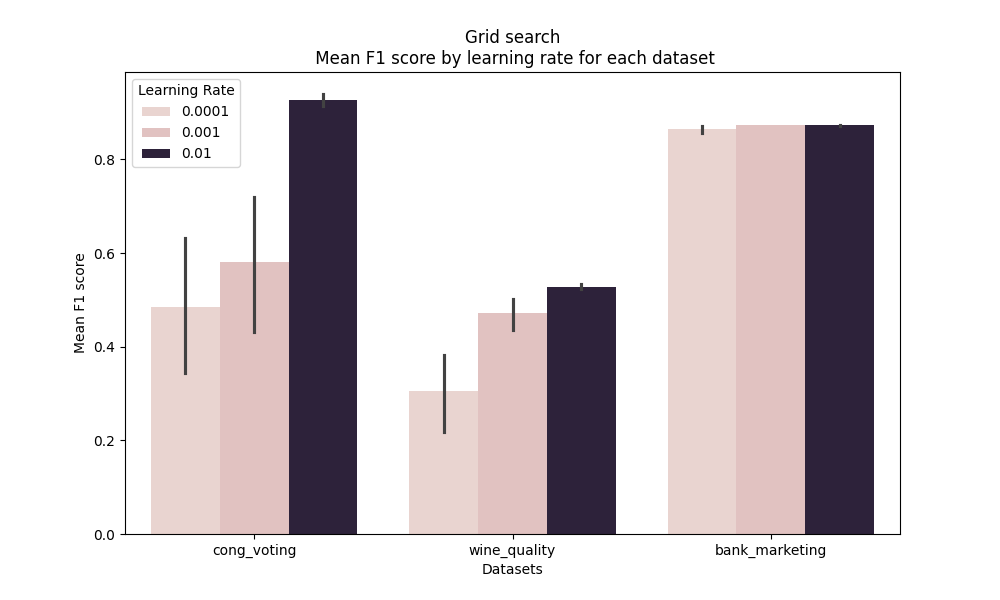 Grid search
Mean F1 score by learning rate for each dataset
Learning Rate
0.0001
0.001
0.01
Mean F1 score
0.8
0.6
0.4
0.2
0.0
cong_voting
wine_quality
bank_marketing
Datasets